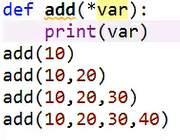 def add(*var):
    print(var)
add(10)
add(10,20)
add(10,20,30)
add(10,20,30,40)